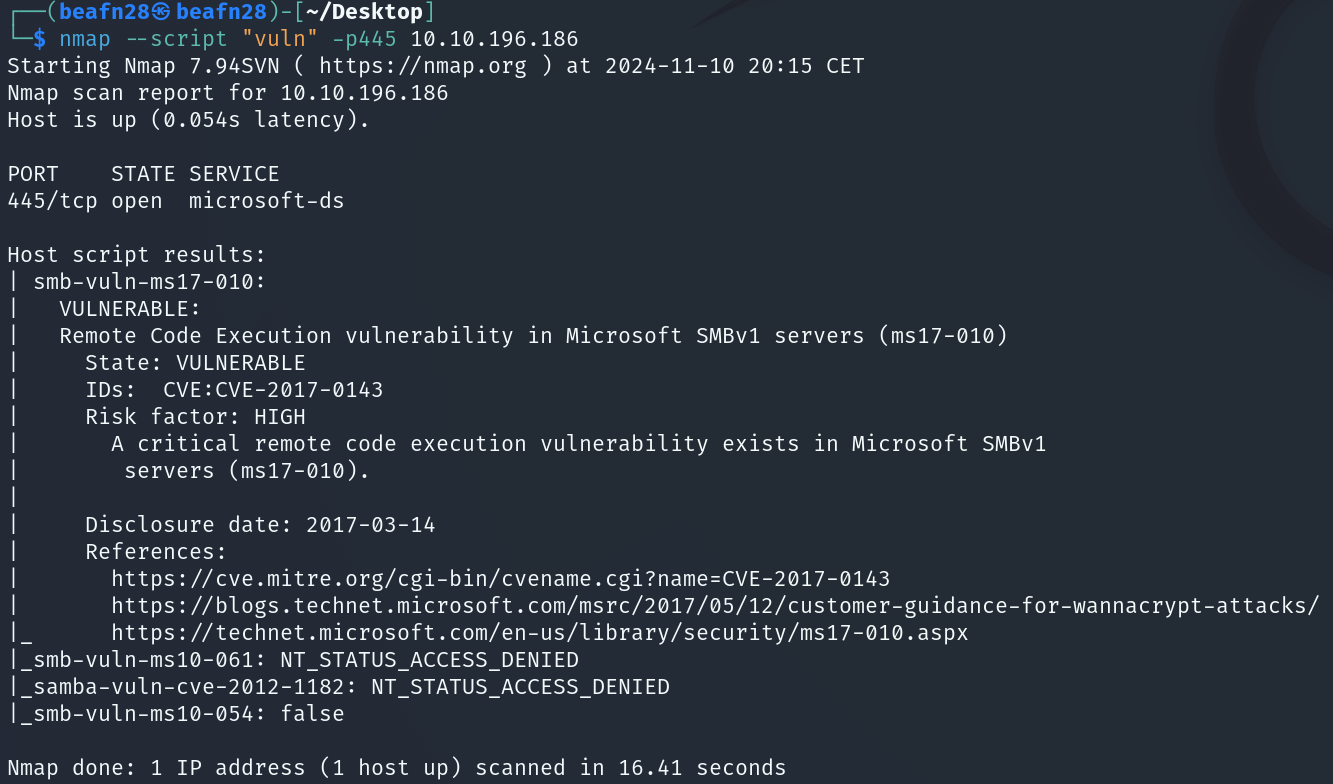 ┌──(beafn28㉿beafn28)-[~/Desktop]
└─$ nmap --script "vuln" -p445 10.10.196.186
Starting Nmap 7.94SVN ( https://nmap.org ) at 2024-11-10 20:15 CET
Nmap scan report for 10.10.196.186
Host is up (0.054s latency).

PORT    STATE SERVICE
445/tcp open  microsoft-ds

Host script results:
| smb-vuln-ms17-010:
|   VULNERABLE:
|   Remote Code Execution vulnerability in Microsoft SMBv1 servers (ms17-010)
|     State: VULNERABLE
|     IDs:  CVE:CVE-2017-0143
|     Risk factor: HIGH
|       A critical remote code execution vulnerability exists in Microsoft SMBv1
|        servers (ms17-010).
|
|     Disclosure date: 2017-03-14
|     References:
|       https://cve.mitre.org/cgi-bin/cvename.cgi?name=CVE-2017-0143
|       https://blogs.technet.microsoft.com/msrc/2017/05/12/customer-guidance-for-wannacrypt-attacks/
|_      https://technet.microsoft.com/en-us/library/security/ms17-010.aspx
|_smb-vuln-ms10-061: NT_STATUS_ACCESS_DENIED
|_samba-vuln-cve-2012-1182: NT_STATUS_ACCESS_DENIED
|_smb-vuln-ms10-054: false

Nmap done: 1 IP address (1 host up) scanned in 16.41 seconds